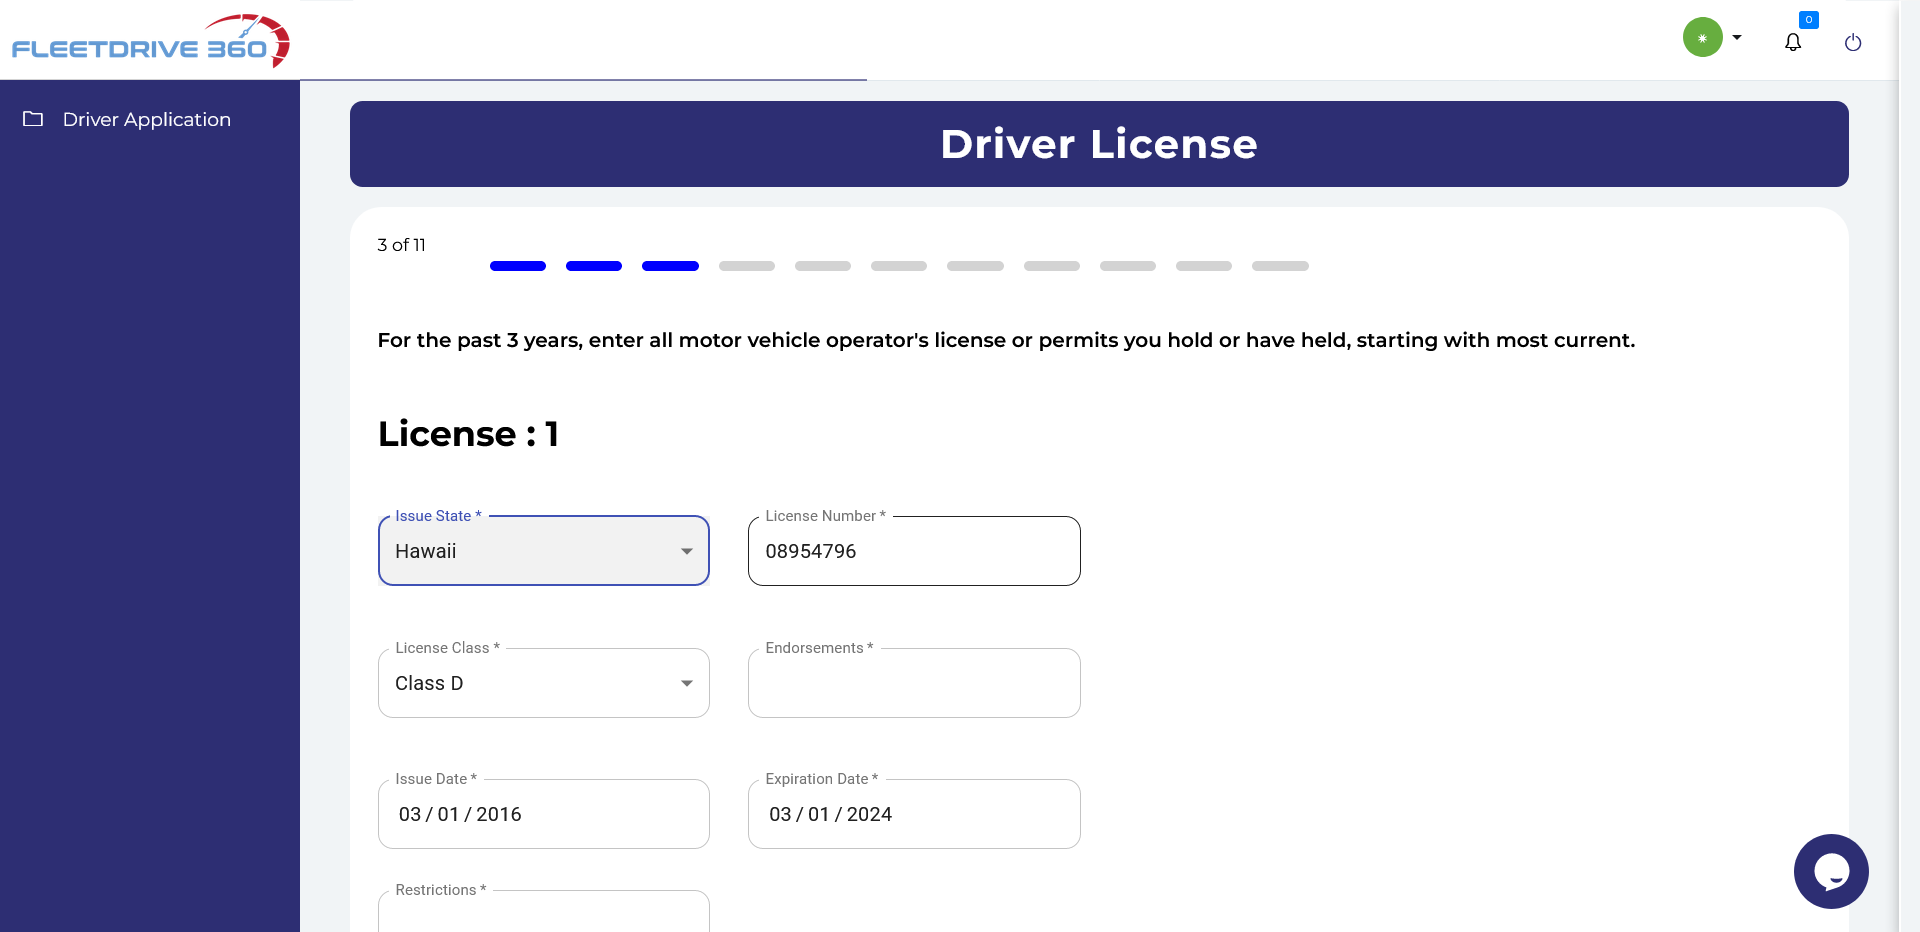 FLEETDRIVE 360
0
Driver Application
Driver License
3 of 11
For the past 3 years, enter all motor vehicle operator's license or permits you hold or have held, starting with most current.
License : 1
Issue State *
Hawaii
License Number *
08954796
License Class *
Class D
Endorsements *
Issue Date *
03 / 01 / 2016
Expiration Date *
03 / 01 / 2024
Restrictions *